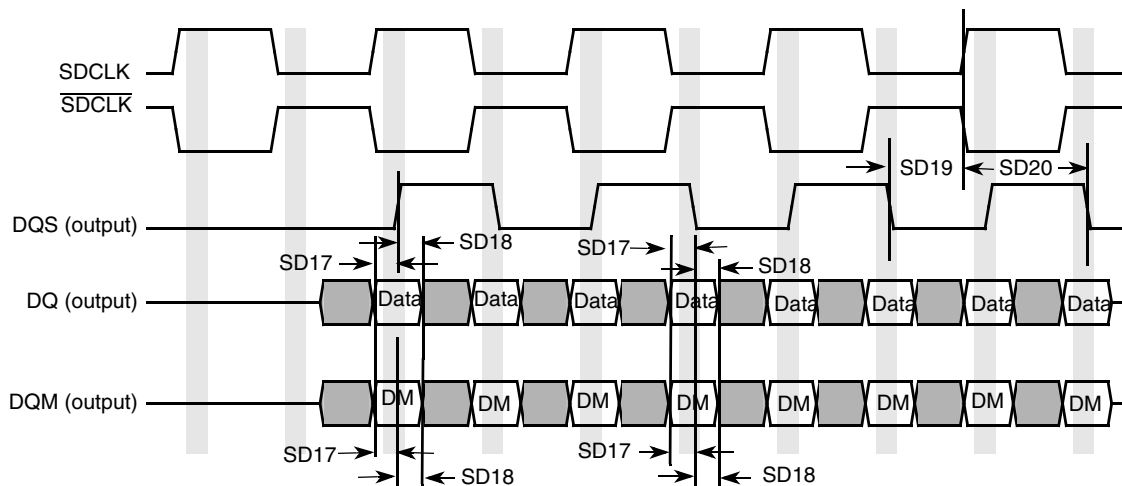 SDCLK
SDCLK
SD19 SD20
DQS (output)
SD18 SD17
SD17 SD18
DQ (output) Data Data Data Data Data Data Data Data
DQM (output) DM DM DM DM DM DM DM DM
SD17 SD17
SD18 SD18